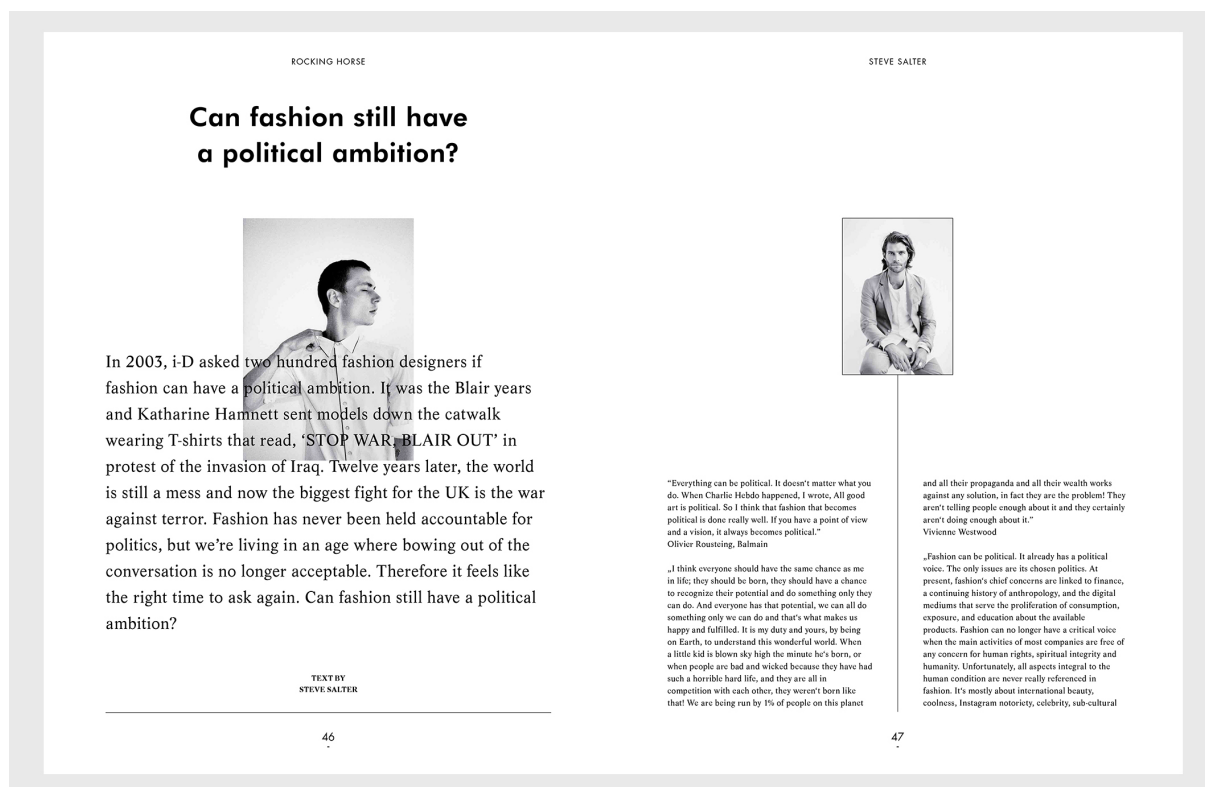 ROCKING HORSE
Can fashion still have
a political ambition?
In 2003, i-D asked two hundred fashion designers if
fashion can have a political ambition. It was the Blair years
and Katharine Hamnett sent models down the catwalk
wearing T-shirts that read, ‘STOP WAR, BLAIR OUT’ in
protest of the invasion of Iraq. Twelve years later, the world
is still a mess and now the biggest fight for the UK is the war
against terror. Fashion has never been held accountable for
politics, but we’re living in an age where bowing out of the
conversation is no longer acceptable. Therefore it feels like
the right time to ask again. Can fashion still have a political
ambition?
TEXT BY
STEVE SALTER
46
-
STEVE SALTER
“Everything can be political. It doesn't matter what you
do. When Charlie Hebdo happened, I wrote, All good
art is political. So I think that fashion that becomes
political is done really well. If you have a point of view
and a vision, it always becomes political.”
Olivier Rousteing, Balmain
„I think everyone should have the same chance as me
in life; they should be born, they should have a chance
to recognize their potential and do something only they
can do. And everyone has that potential, we can all do
something only we can do and that's what makes us
happy and fulfilled. It is my duty and yours, by being
on Earth, to understand this wonderful world. When
a little kid is blown sky high the minute he's born, or
when people are bad and wicked because they have had
such a horrible hard life, and they are all in
competition with each other, they weren't born like
that! We are being run by 1% of people on this planet
and all their propaganda and all their wealth works
against any solution, in fact they are the problem! They
aren't telling people enough about it and they certainly
aren't doing enough about it.”
Vivienne Westwood
„Fashion can be political. It already has a political
voice. The only issues are its chosen politics. At
present, fashion's chief concerns are linked to finance,
a continuing history of anthropology, and the digital
mediums that serve the proliferation of consumption,
exposure, and education about the available
products. Fashion can no longer have a critical voice
when the main activities of most companies are free of
any concern for human rights, spiritual integrity and
humanity. Unfortunately, all aspects integral to the
human condition are never really referenced in
fashion. It's mostly about international beauty,
coolness, Instagram notoriety, celebrity, sub-cultural
47
-